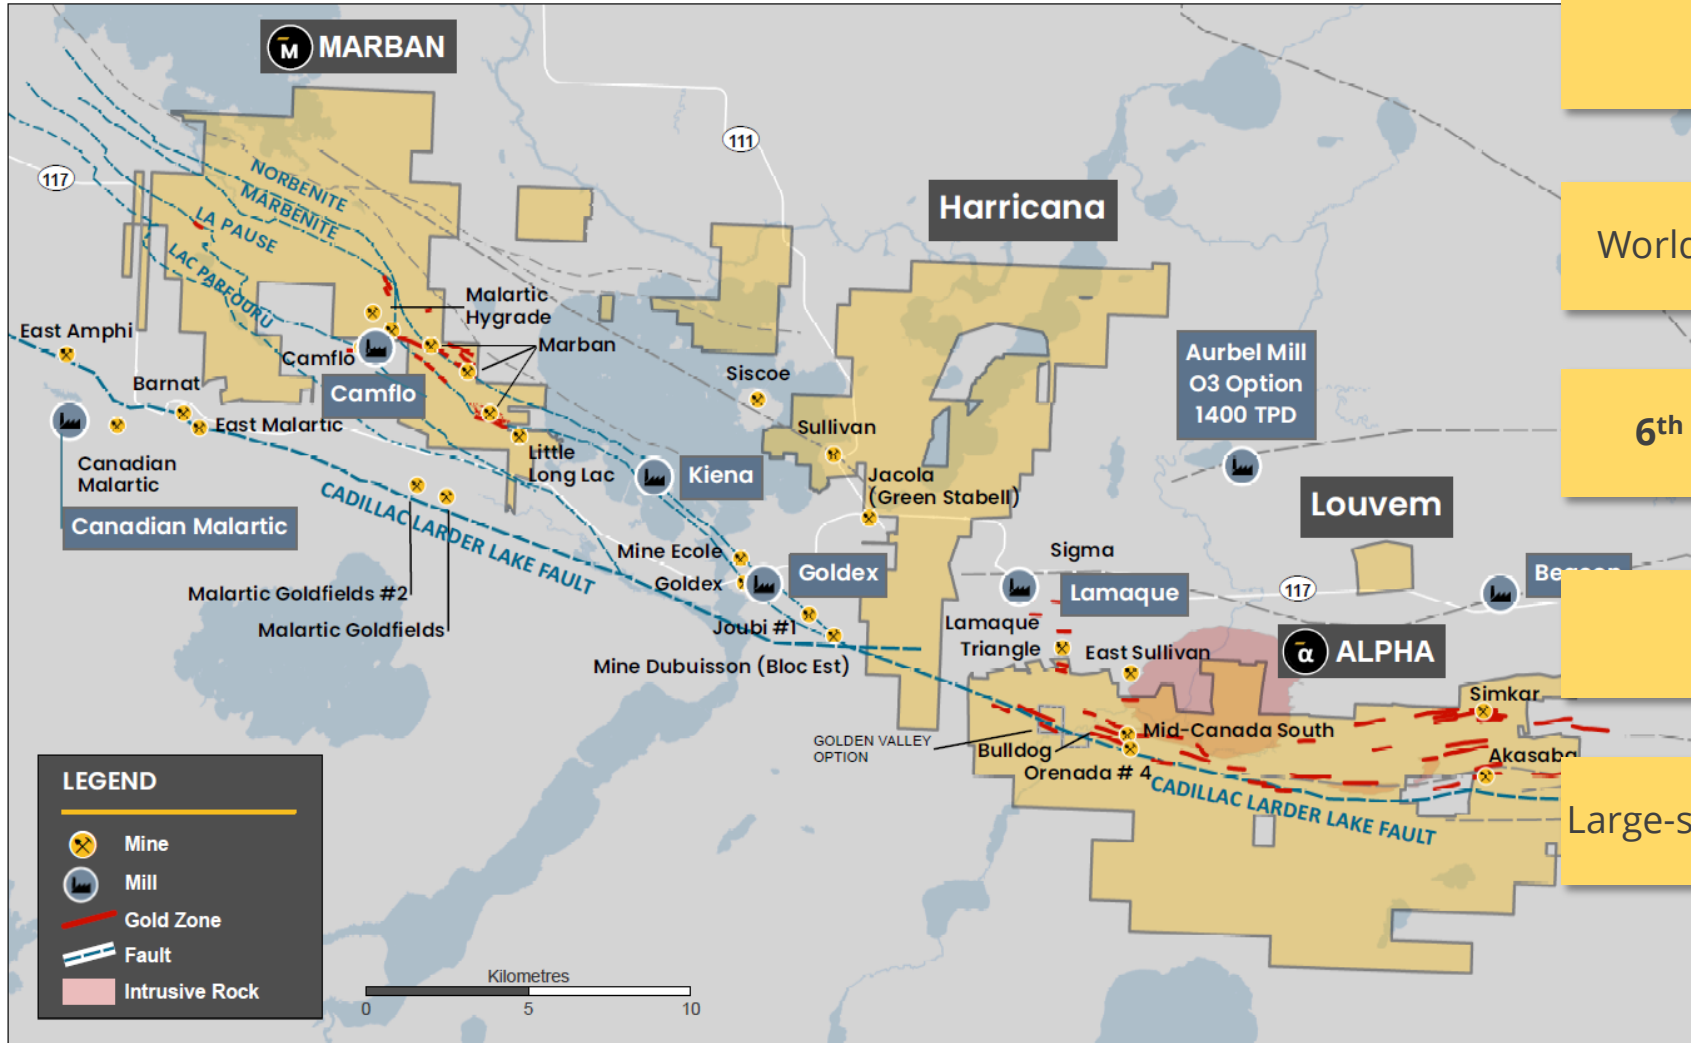 M MARBAN
111
117
NORBENITE
MARBENITE
LA PAUSE
LAC PARFOURU
Harricana
Malartic
Hygrade
East Amphi
Camflo
Marban
Camflo
Barnat
Siscoe
Aurbel Mill
O3 Option
1400 TPD
East Malartic
Sullivan
Canadian
Malartic
Little
Long Lac
Kiena
Jacola
(Green Stabell)
Louvem
Canadian Malartic
CADILLAC LARDER LAKE FAULT
Mine Ecole
Goldex
Goldex
Sigma
Lamaque
117
Malartic Goldfields #2
Malartic Goldfields
Joubi #1
Mine Dubuisson (Bloc Est)
Lamaque
Triangle
East Sullivan
α ALPHA
Simkar
GOLDEN VALLEY
OPTION
Bulldog
Mid-Canada South
Orenada # 4
Akasaba
CADILLAC LARDER LAKE FAULT
LEGEND
Mine
Mill
Gold Zone
Fault
Intrusive Rock
Kilometres
0 5 10
6th
Large-s